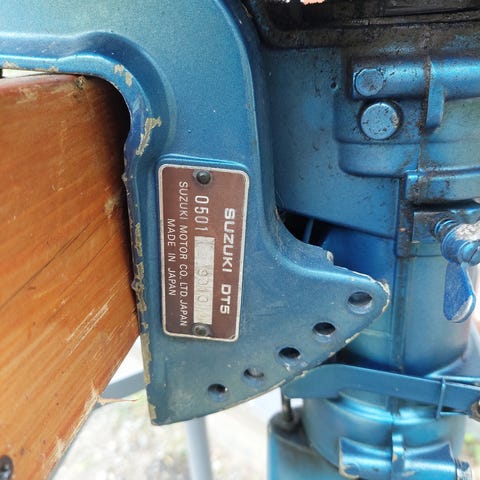 SUZUKI DT5
0501
SUZUKI MOTOR CO.,LTD.JAPAN
MADE IN JAPAN